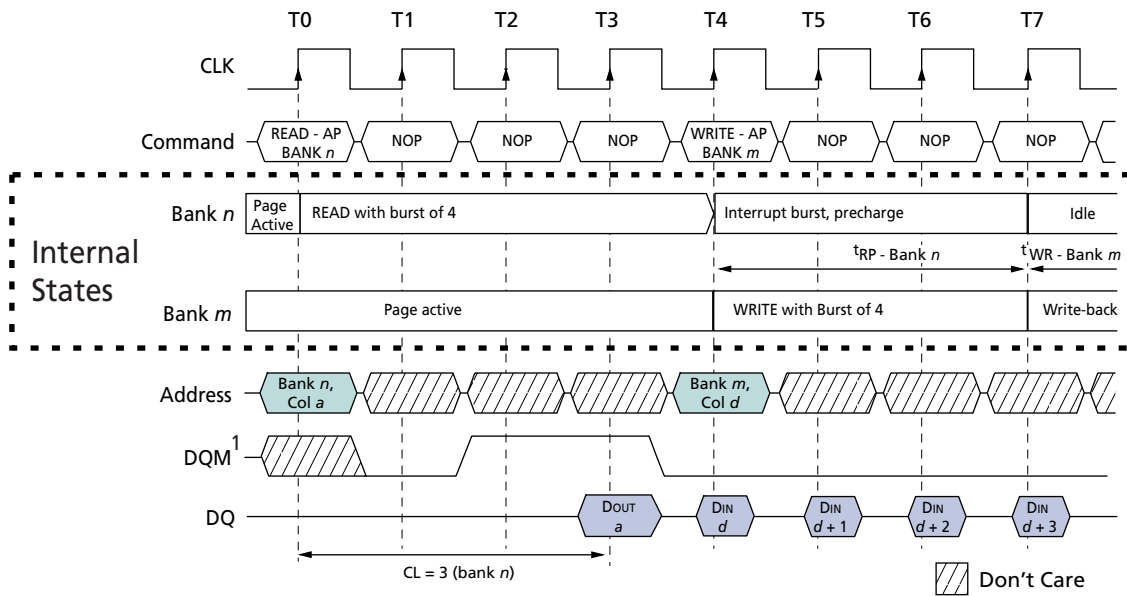 T0 T1 T2 T3 T4 T5 T6 T7
CLK
Command
READ - AP
BANK n
NOP
NOP
NOP
WRITE - AP
BANK m
NOP
NOP
NOP
Internal
States
Bank n
Page
Active
READ with burst of 4
Interrupt burst, precharge
Idle
tRP - Bank n
tWR - Bank m
Bank m
Page active
WRITE with Burst of 4
Write-back
Address
Bank n,
Col a
Bank m,
Col d
DQM1
DQ
DOUT
a
DIN
d
DIN
d + 1
DIN
d + 2
DIN
d + 3
CL = 3 (bank n)
Don't Care